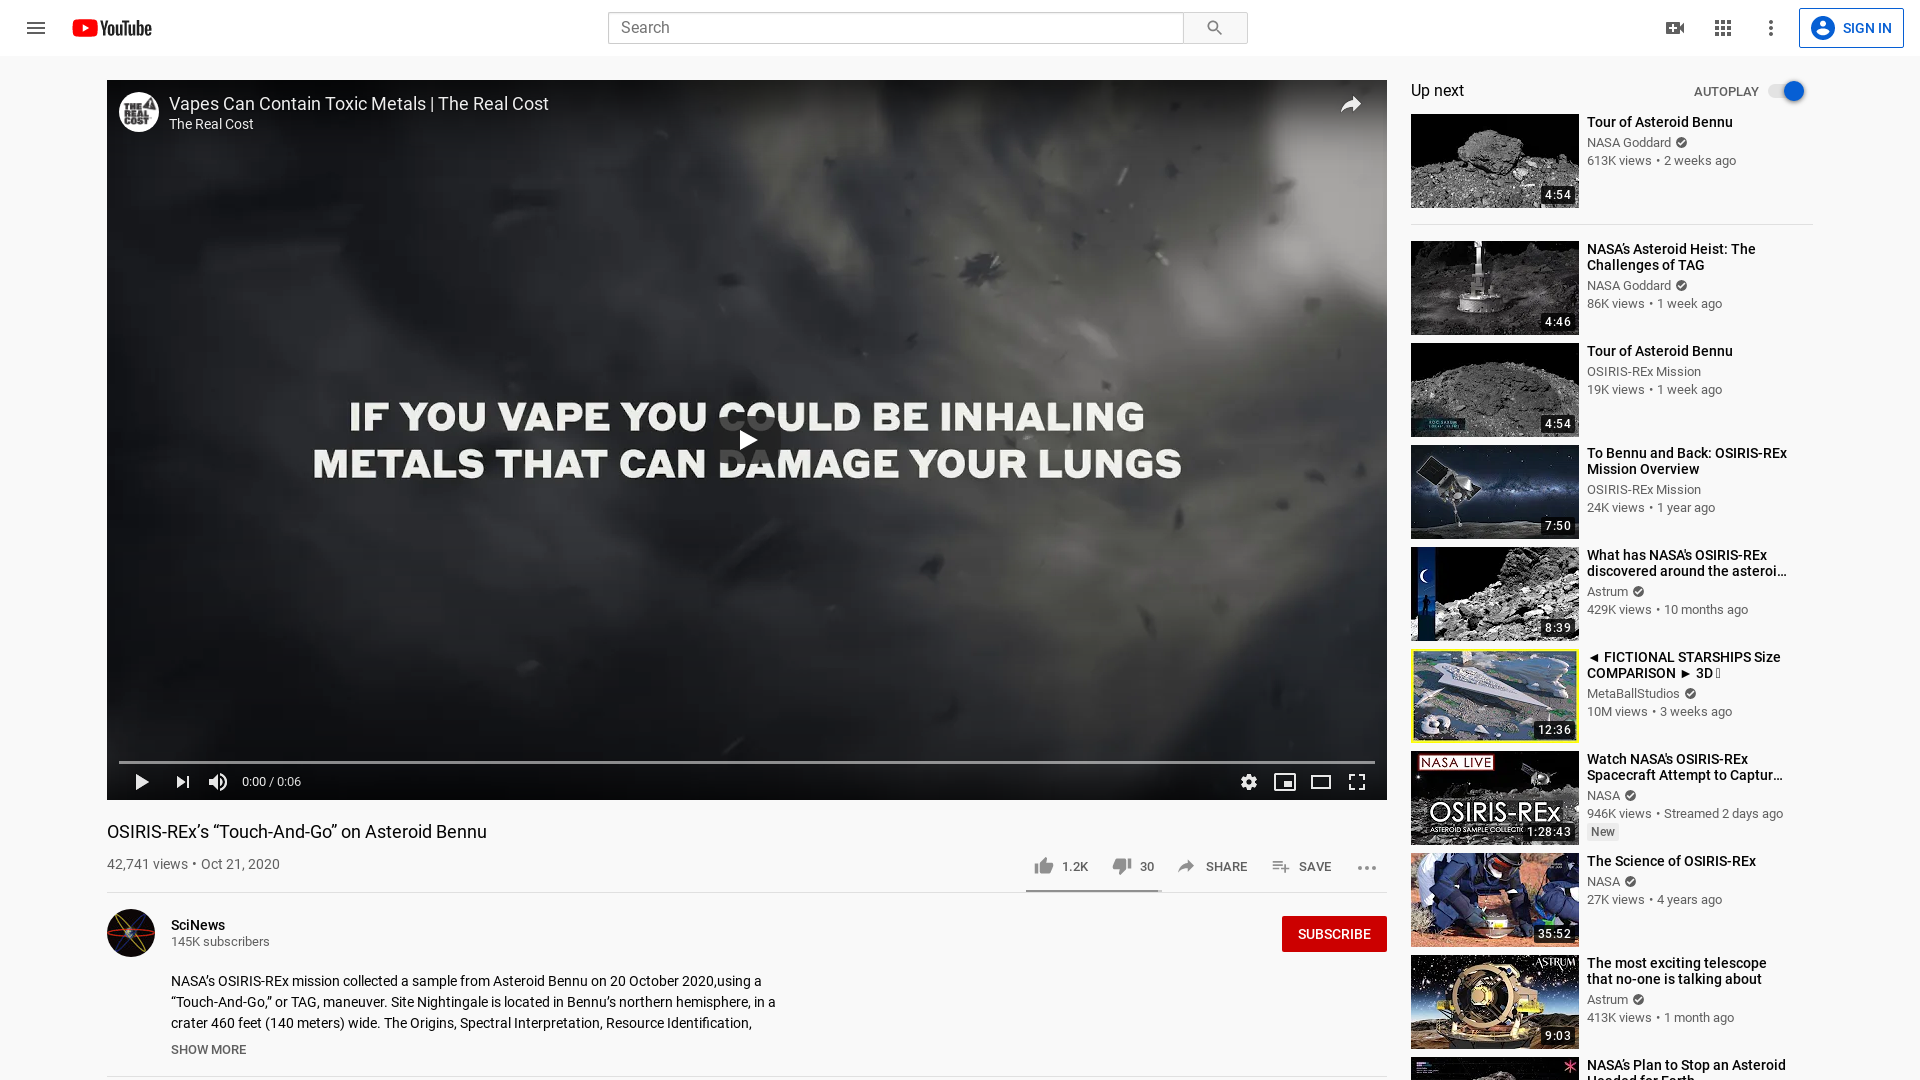 YouTube
Search
SIGN IN
Vapes Can Contain Toxic Metals | The Real Cost
The Real Cost
THE REAL COST
IF YOU VAPE YOU COULD BE INHALING
METALS THAT CAN DAMAGE YOUR LUNGS
0:00 / 0:06
OSIRIS-REx’s “Touch-And-Go” on Asteroid Bennu
42,741 views • Oct 21, 2020
1.2K
30
SHARE
SAVE
SciNews
145K subscribers
SUBSCRIBE
NASA’s OSIRIS-REx mission collected a sample from Asteroid Bennu on 20 October 2020,using a
“Touch-And-Go,” or TAG, maneuver. Site Nightingale is located in Bennu’s northern hemisphere, in a
crater 460 feet (140 meters) wide. The Origins, Spectral Interpretation, Resource Identification,
SHOW MORE
Up next
AUTOPLAY
4:54
Tour of Asteroid Bennu
NASA Goddard
613K views • 2 weeks ago
4:46
NASA’s Asteroid Heist: The
Challenges of TAG
NASA Goddard
86K views • 1 week ago
4:54
Tour of Asteroid Bennu
OSIRIS-REx Mission
19K views • 1 week ago
7:50
To Bennu and Back: OSIRIS-REx
Mission Overview
OSIRIS-REx Mission
24K views • 1 year ago
8:39
What has NASA's OSIRIS-REx
discovered around the asteroi…
Astrum
429K views • 10 months ago
12:36
◄ FICTIONAL STARSHIPS Size
COMPARISON ► 3D
MetaBallStudios
10M views • 3 weeks ago
NASA LIVE
OSIRIS-REx
ASTEROID SAMPLE
1:28:43
Watch NASA's OSIRIS-REx
Spacecraft Attempt to Captur…
NASA
946K views • Streamed 2 days ago
New
35:52
The Science of OSIRIS-REx
NASA
27K views • 4 years ago
ASTRUM
9:03
The most exciting telescope
that no-one is talking about
Astrum
413K views • 1 month ago
NASA’s Plan to Stop an Asteroid
Headed for Earth